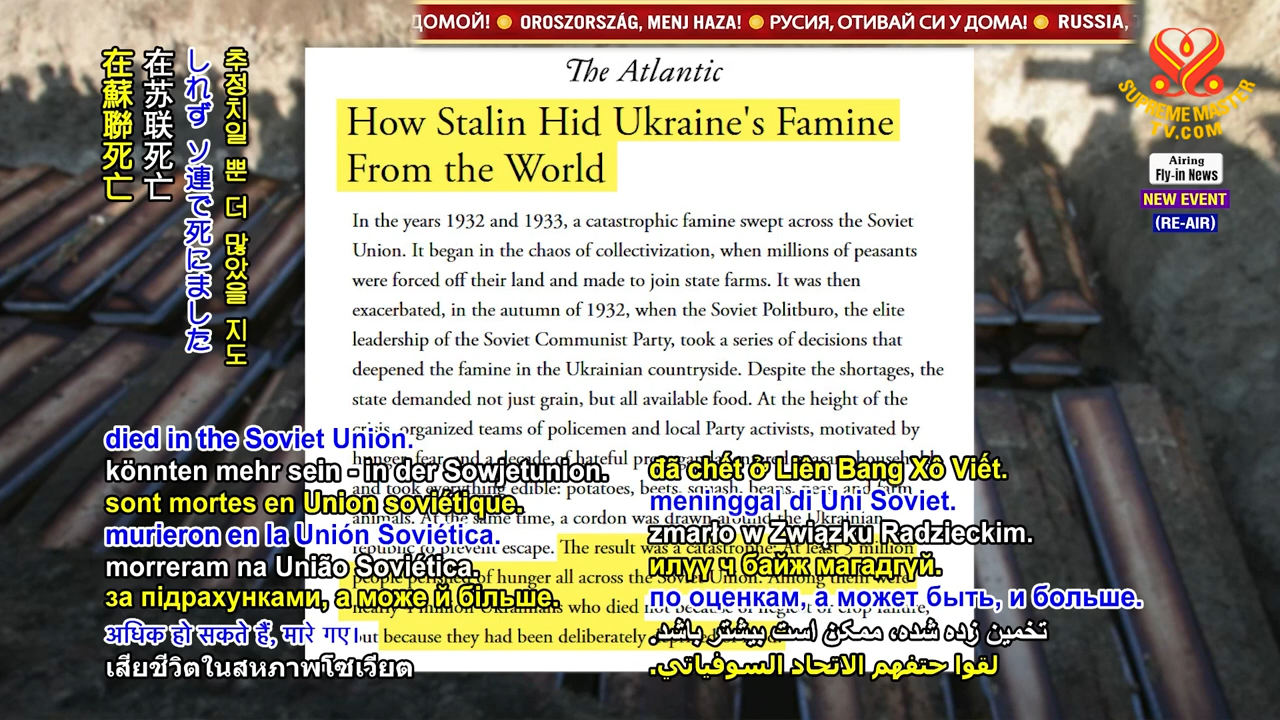 ДОМОЙ! OROSZORSZÁG, MENJ HAZA! РУСИЯ, ОТИВАЙ СИ У ДОМА! RUSSIA,
SUPREME MASTER
TV.COM
Airing
Fly-in News
NEW EVENT
(RE-AIR)
The Atlantic
How Stalin Hid Ukraine's Famine
From the World
In the years 1932 and 1933, a catastrophic famine swept across the Soviet
Union. It began in the chaos of collectivization, when millions of peasants
were forced off their land and made to join state farms. It was then
exacerbated, in the autumn of 1932, when the Soviet Politburo, the elite
leadership of the Soviet Communist Party, took a series of decisions that
deepened the famine in the Ukrainian countryside. Despite the shortages, the
state demanded not just grain, but all available food. At the height of the
crisis, organized teams of policemen and local Party activists, motivated by
hunger, fear, and a decade of hateful
and took everything edible: potatoes, beets, squash, beans, peas, and farm
animals. At the same time, a cordon was drawn around the Ukrainian
republic to prevent escape. The result was a catastrophe: At least 5 million
people perished of hunger all across the Soviet Union. Among them were
nearly 4 million Ukrainians who died not because of neglect or crop failure,
but because they had been deliberately
추정치일 뿐 더 많았을 지도
しれず ソ連で死にました
在苏联死亡
在蘇聯死亡
died in the Soviet Union.
könnten mehr sein - in der Sowjetunion.
sont mortes en Union soviétique.
murieron en la Unión Soviética.
morreram na União Soviética.
за підрахунками, а може й більше.
अधिक हो सकते हैं, मारे गए।
เสียชีวิตในสหภาพโซเวียต
đã chết ở Liên Bang Xô Viết.
meninggal di Uni Soviet.
zmarło w Związku Radzieckim.
илүү ч байж магадгүй.
по оценкам, а может быть, и больше.
تخمین زده شده، ممکن است بیشتر باشد.
لقوا حتفهم الاتحاد السوفياتي.